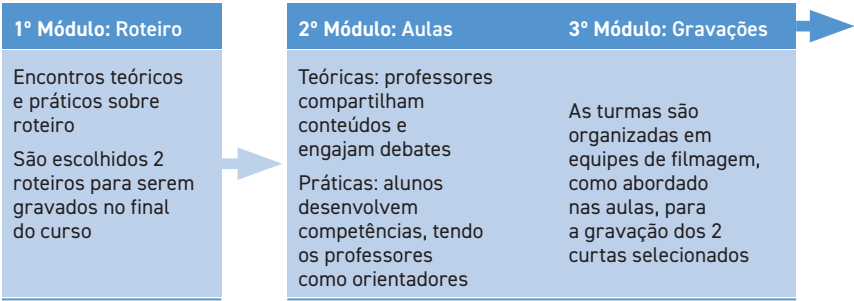 1º Módulo: Roteiro
Encontros teóricos
e práticos sobre
roteiro
São escolhidos 2
roteiros para serem
gravados no final
do curso
2º Módulo: Aulas
Teóricas: professores
compartilham
conteúdos e
engajam debates
Práticas: alunos
desenvolvem
competências, tendo
os professores
como orientadores
3º Módulo: Gravações
As turmas são
organizadas em
equipes de filmagem,
como abordado
nas aulas, para
a gravação dos 2
curtas selecionados